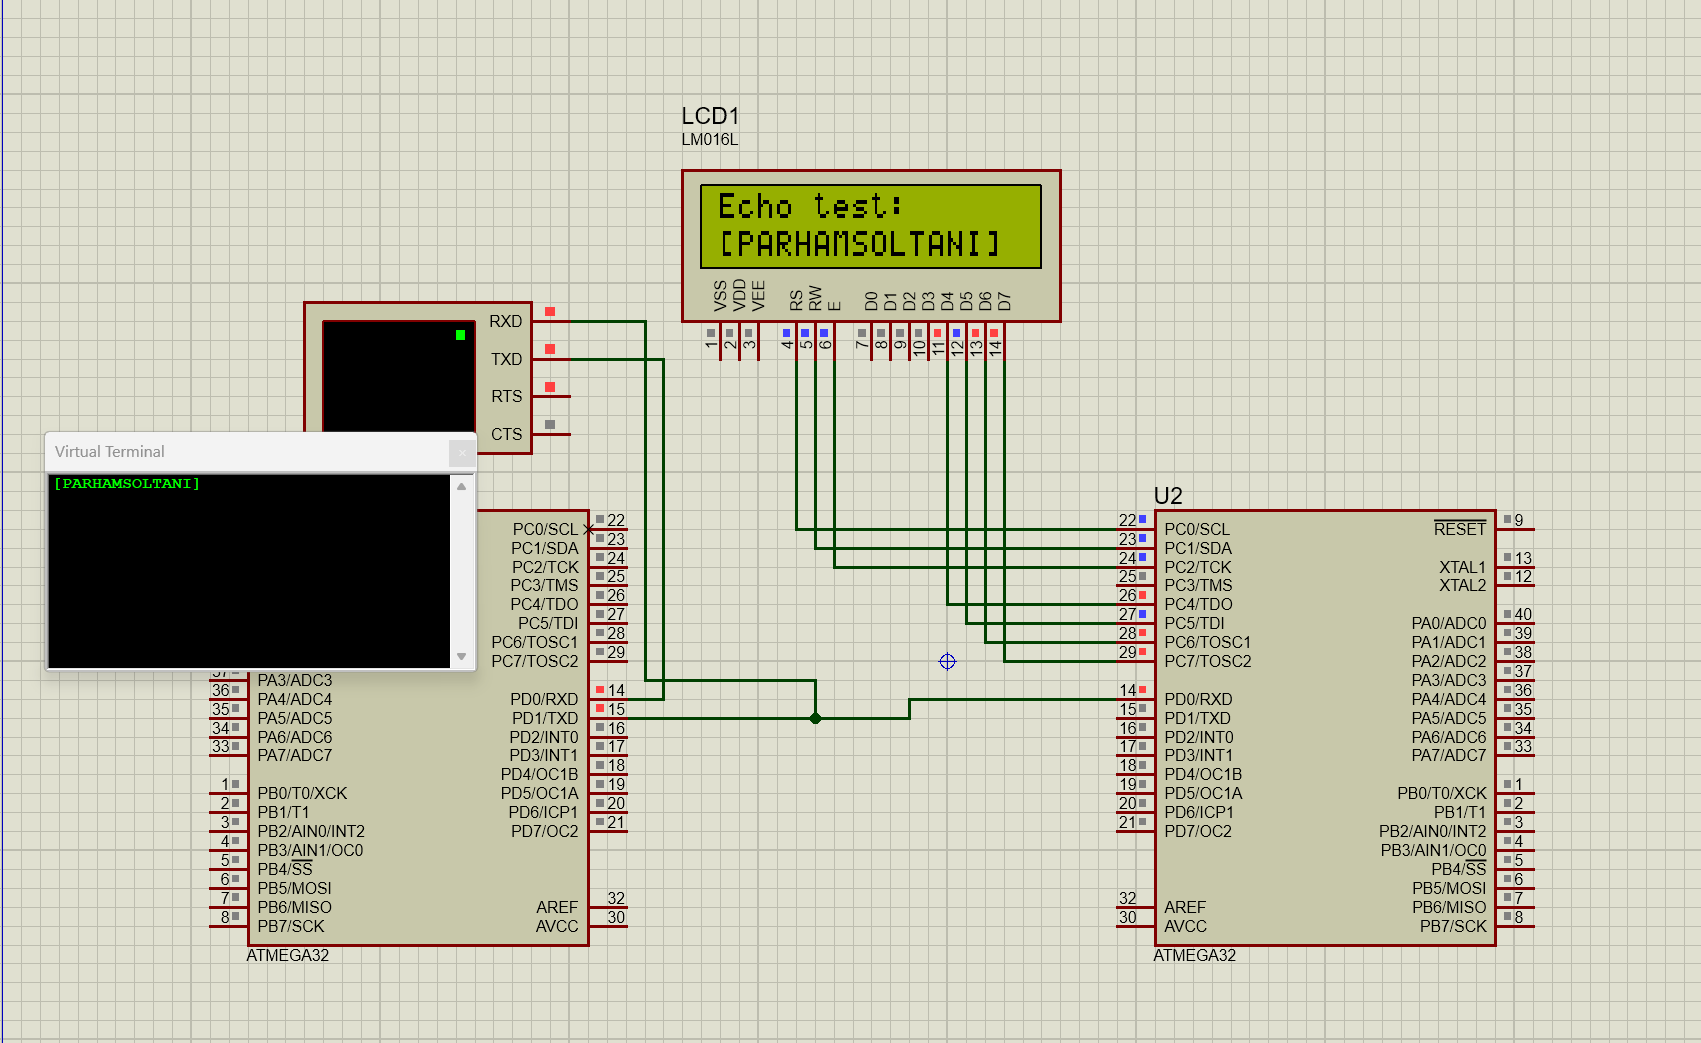 LCD1
LM016L
Echo test:
[PARHAMSOLTANI]
VSS
VDD
VEE
RS
RW
E
D0
D1
D2
D3
D4
D5
D6
D7
1
2
3
4
5
6
7
8
9
10
11
12
13
14
RXD
TXD
RTS
CTS
Virtual Terminal
[PARHAMSOLTANI]
PC0/SCL 22
PC1/SDA 23
PC2/TCK 24
PC3/TMS 25
PC4/TDO 26
PC5/TDI 27
PC6/TOSC1 28
PC7/TOSC2 29
37 PA3/ADC3
36 PA4/ADC4 PD0/RXD 14
35 PA5/ADC5 PD1/TXD 15
34 PA6/ADC6 PD2/INT0 16
33 PA7/ADC7 PD3/INT1 17
PD4/OC1B 18
1 PB0/T0/XCK PD5/OC1A 19
2 PB1/T1 PD6/ICP1 20
3 PB2/AIN0/INT2 PD7/OC2 21
4 PB3/AIN1/OC0
5 PB4/SS
6 PB5/MOSI
7 PB6/MISO AREF 32
8 PB7/SCK AVCC 30
ATMEGA32
U2
22 PC0/SCL RESET 9
23 PC1/SDA
24 PC2/TCK XTAL1 13
25 PC3/TMS XTAL2 12
26 PC4/TDO
27 PC5/TDI PA0/ADC0 40
28 PC6/TOSC1 PA1/ADC1 39
29 PC7/TOSC2 PA2/ADC2 38
PA3/ADC3 37
14 PD0/RXD PA4/ADC4 36
15 PD1/TXD PA5/ADC5 35
16 PD2/INT0 PA6/ADC6 34
17 PD3/INT1 PA7/ADC7 33
18 PD4/OC1B
19 PD5/OC1A PB0/T0/XCK 1
20 PD6/ICP1 PB1/T1 2
21 PD7/OC2 PB2/AIN0/INT2 3
PB3/AIN1/OC0 4
PB4/SS 5
PB5/MOSI 6
32 AREF PB6/MISO 7
30 AVCC PB7/SCK 8
ATMEGA32